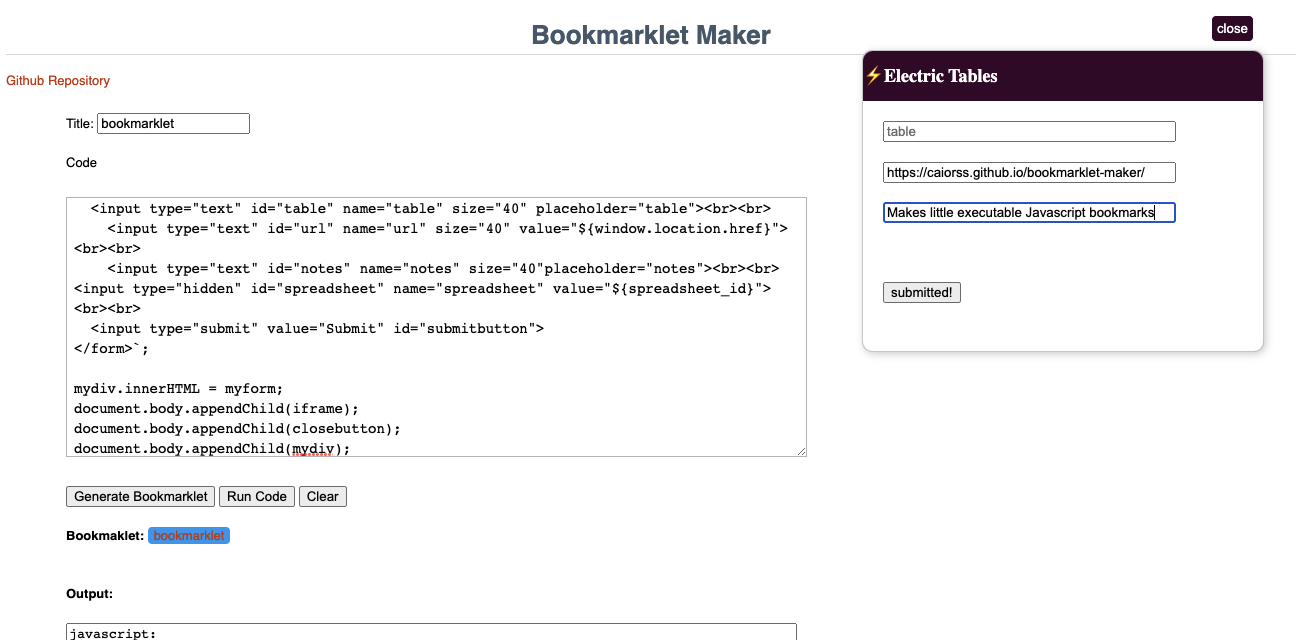 Bookmarklet Maker
close
Github Repository
⚡Electric Tables
table
https://caiorss.github.io/bookmarklet-maker/
Makes little executable Javascript bookmarks
submitted!
Title: bookmarklet
Code
<input type="text" id="table" name="table" size="40" placeholder="table"><br><br>
<input type="text" id="url" name="url" size="40" value="${window.location.href}">
<br><br>
<input type="text" id="notes" name="notes" size="40"placeholder="notes"><br><br>
<input type="hidden" id="spreadsheet" name="spreadsheet" value="${spreadsheet_id}">
<br><br>
<input type="submit" value="Submit" id="submitbutton">
</form>`;
mydiv.innerHTML = myform;
document.body.appendChild(iframe);
document.body.appendChild(closebutton);
document.body.appendChild(mydiv);
Generate Bookmarklet Run Code Clear
Bookmaklet: bookmarklet
Output:
javascript: